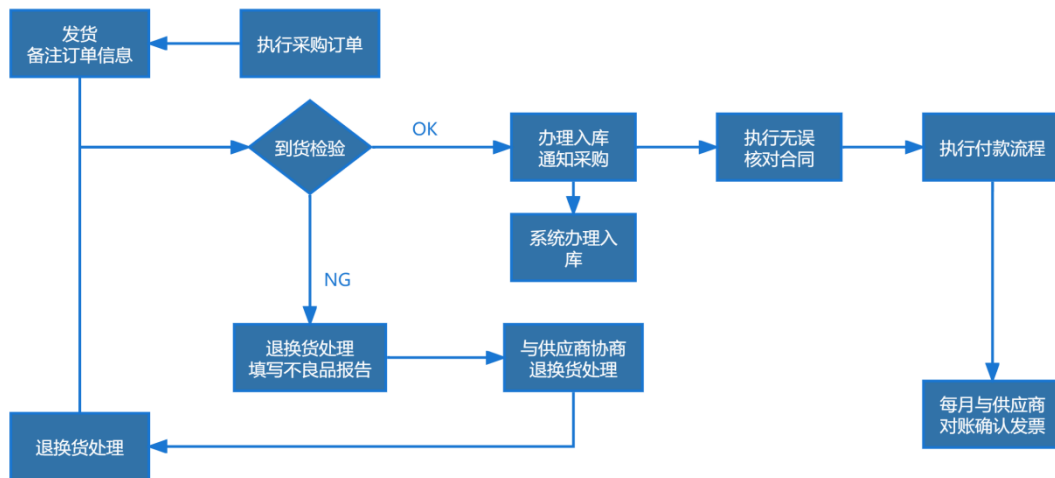 发货
备注订单信息
执行采购订单
到货检验
OK
办理入库
通知采购
执行无误
核对合同
执行付款流程
系统办理入
库
NG
退换货处理
填写不良品报告
与供应商协商
退换货处理
每月与供应商
对账确认发票
退换货处理